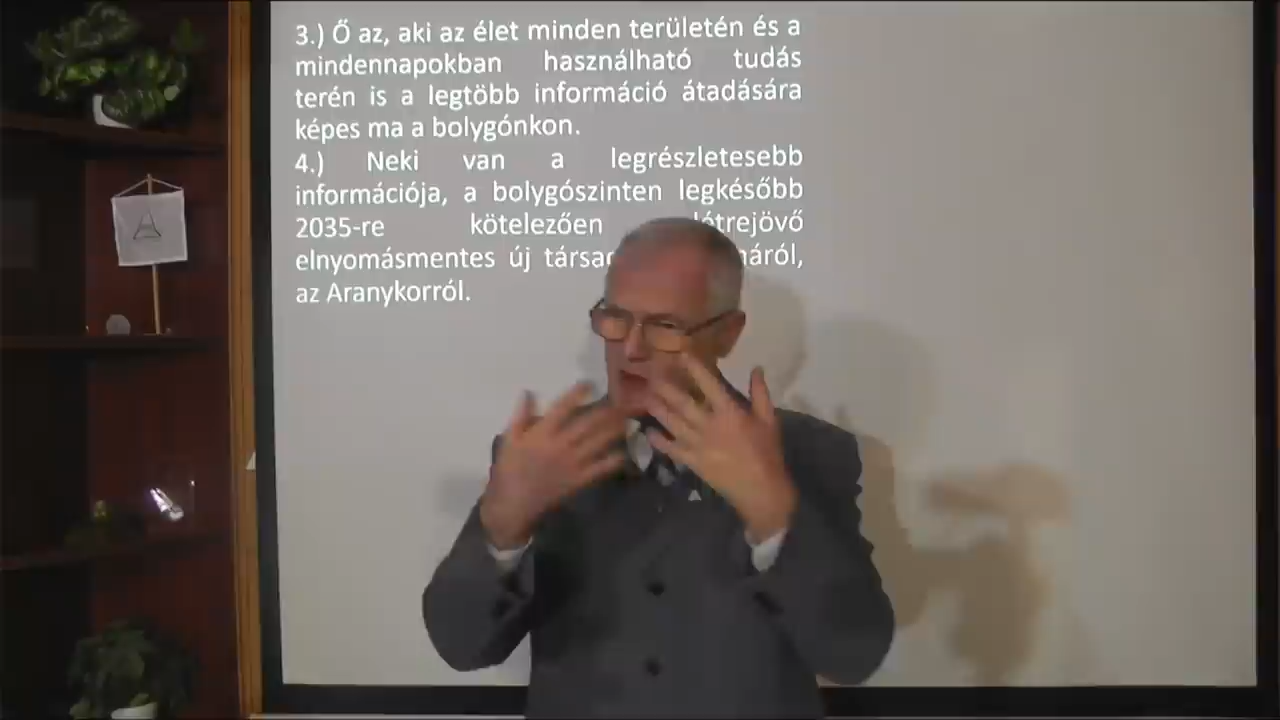 3.) Ő az, aki az élet minden területén és a
mindennapokban használható tudás
terén is a legtöbb információ átadására
képes ma a bolygónkon.
4.) Neki van a legrészletesebb
információja, a bolygószinten legkésőbb
2035-re kötelezően létrejövő
elnyomásmentes új
az Aranykorról.